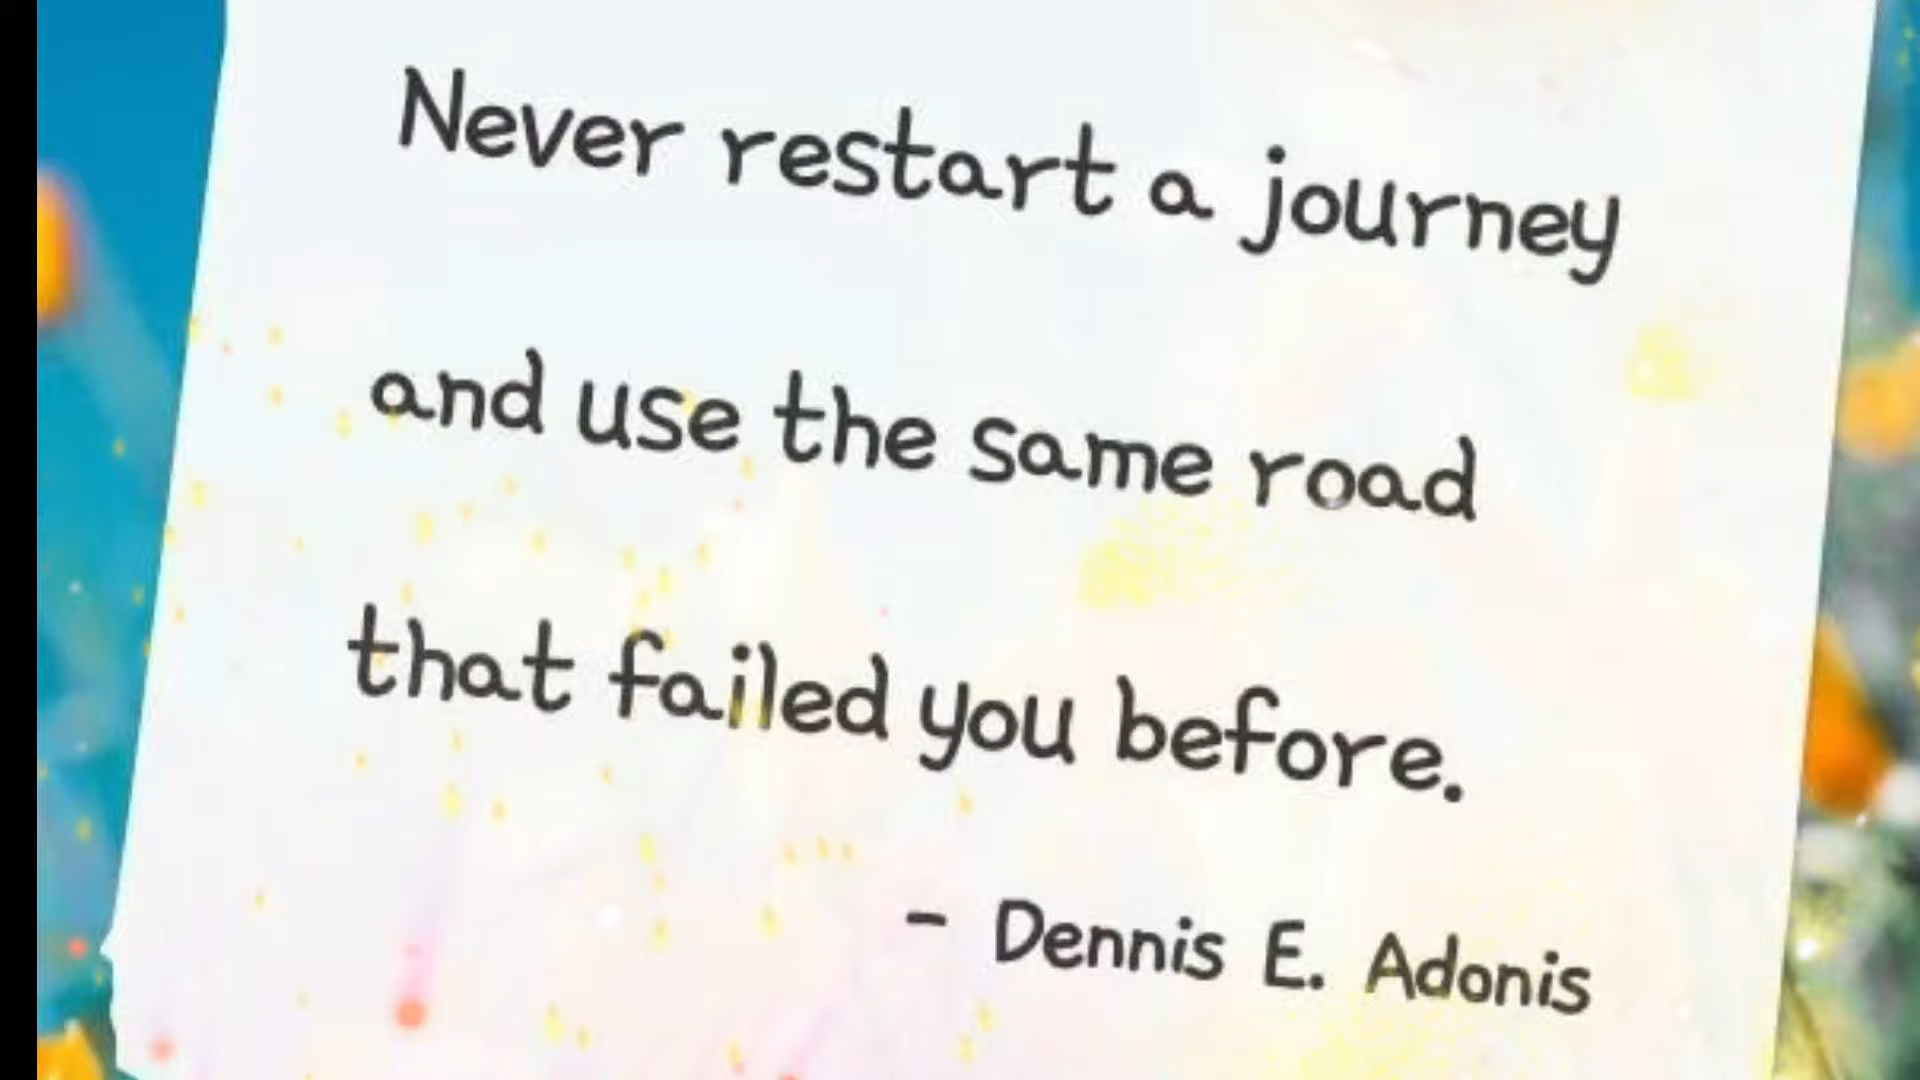 Never restart a journey
and use the same road
that failed you before.
- Dennis E. Adonis